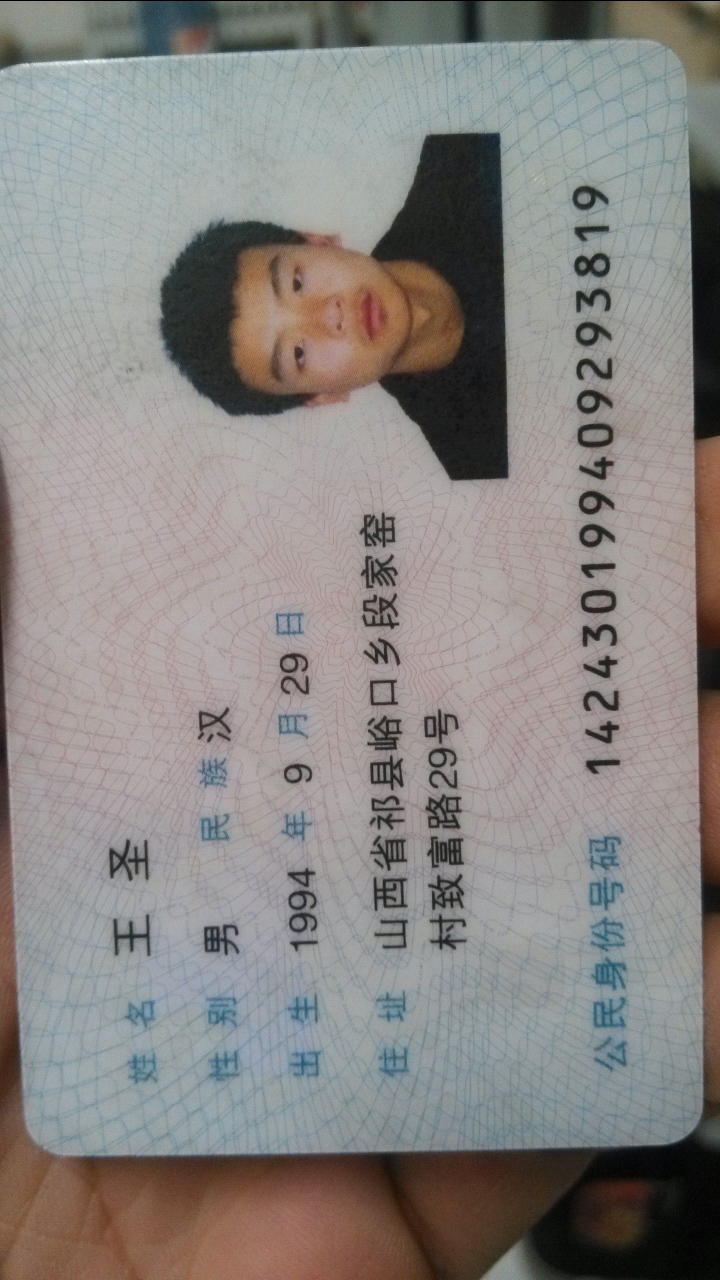 姓名 王圣
性别 男 民族 汉
出生 1994 年 9 月 29 日
住址 山西省祁县峪口乡段家窑
村致富路29号
公民身份号码 142430199409293819